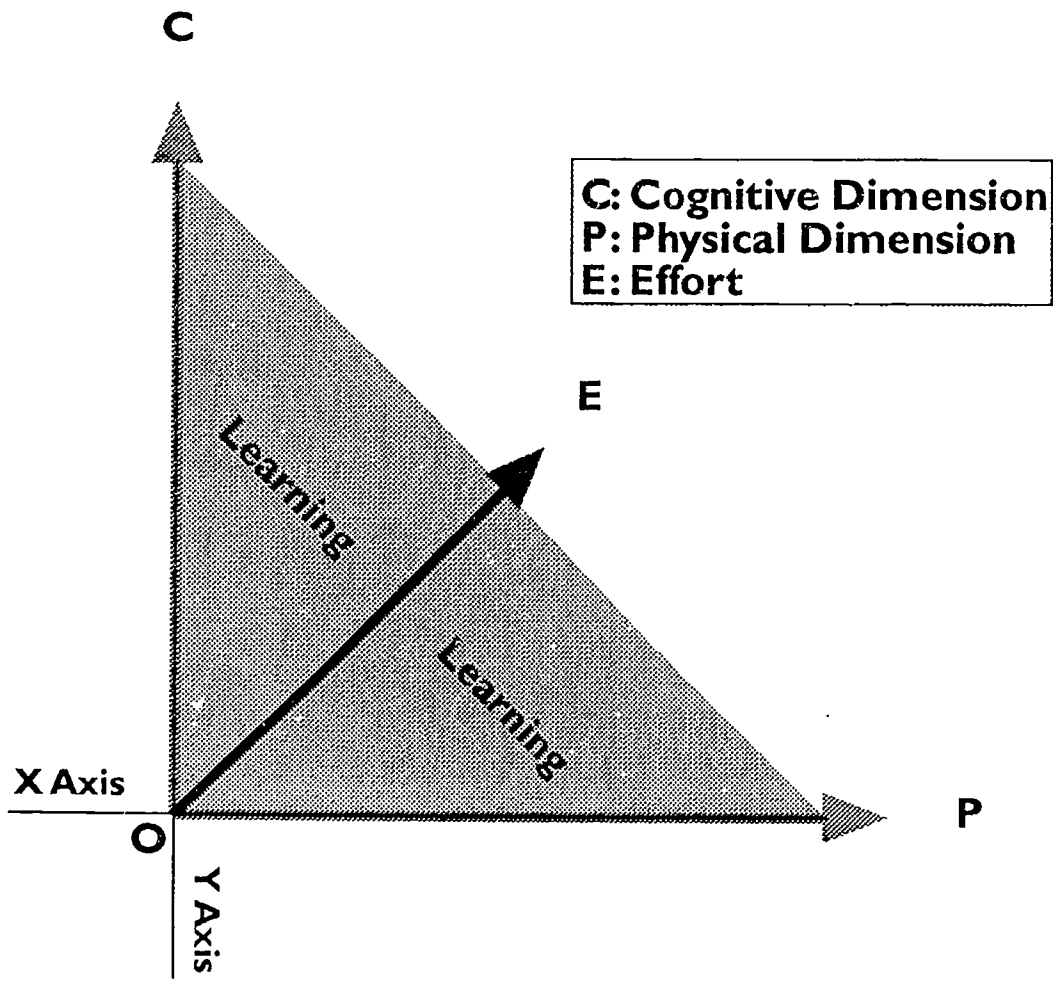 C
C: Cognitive Dimension
P: Physical Dimension
E: Effort
E
Learning
Learning
X Axis
P
O
Y Axis